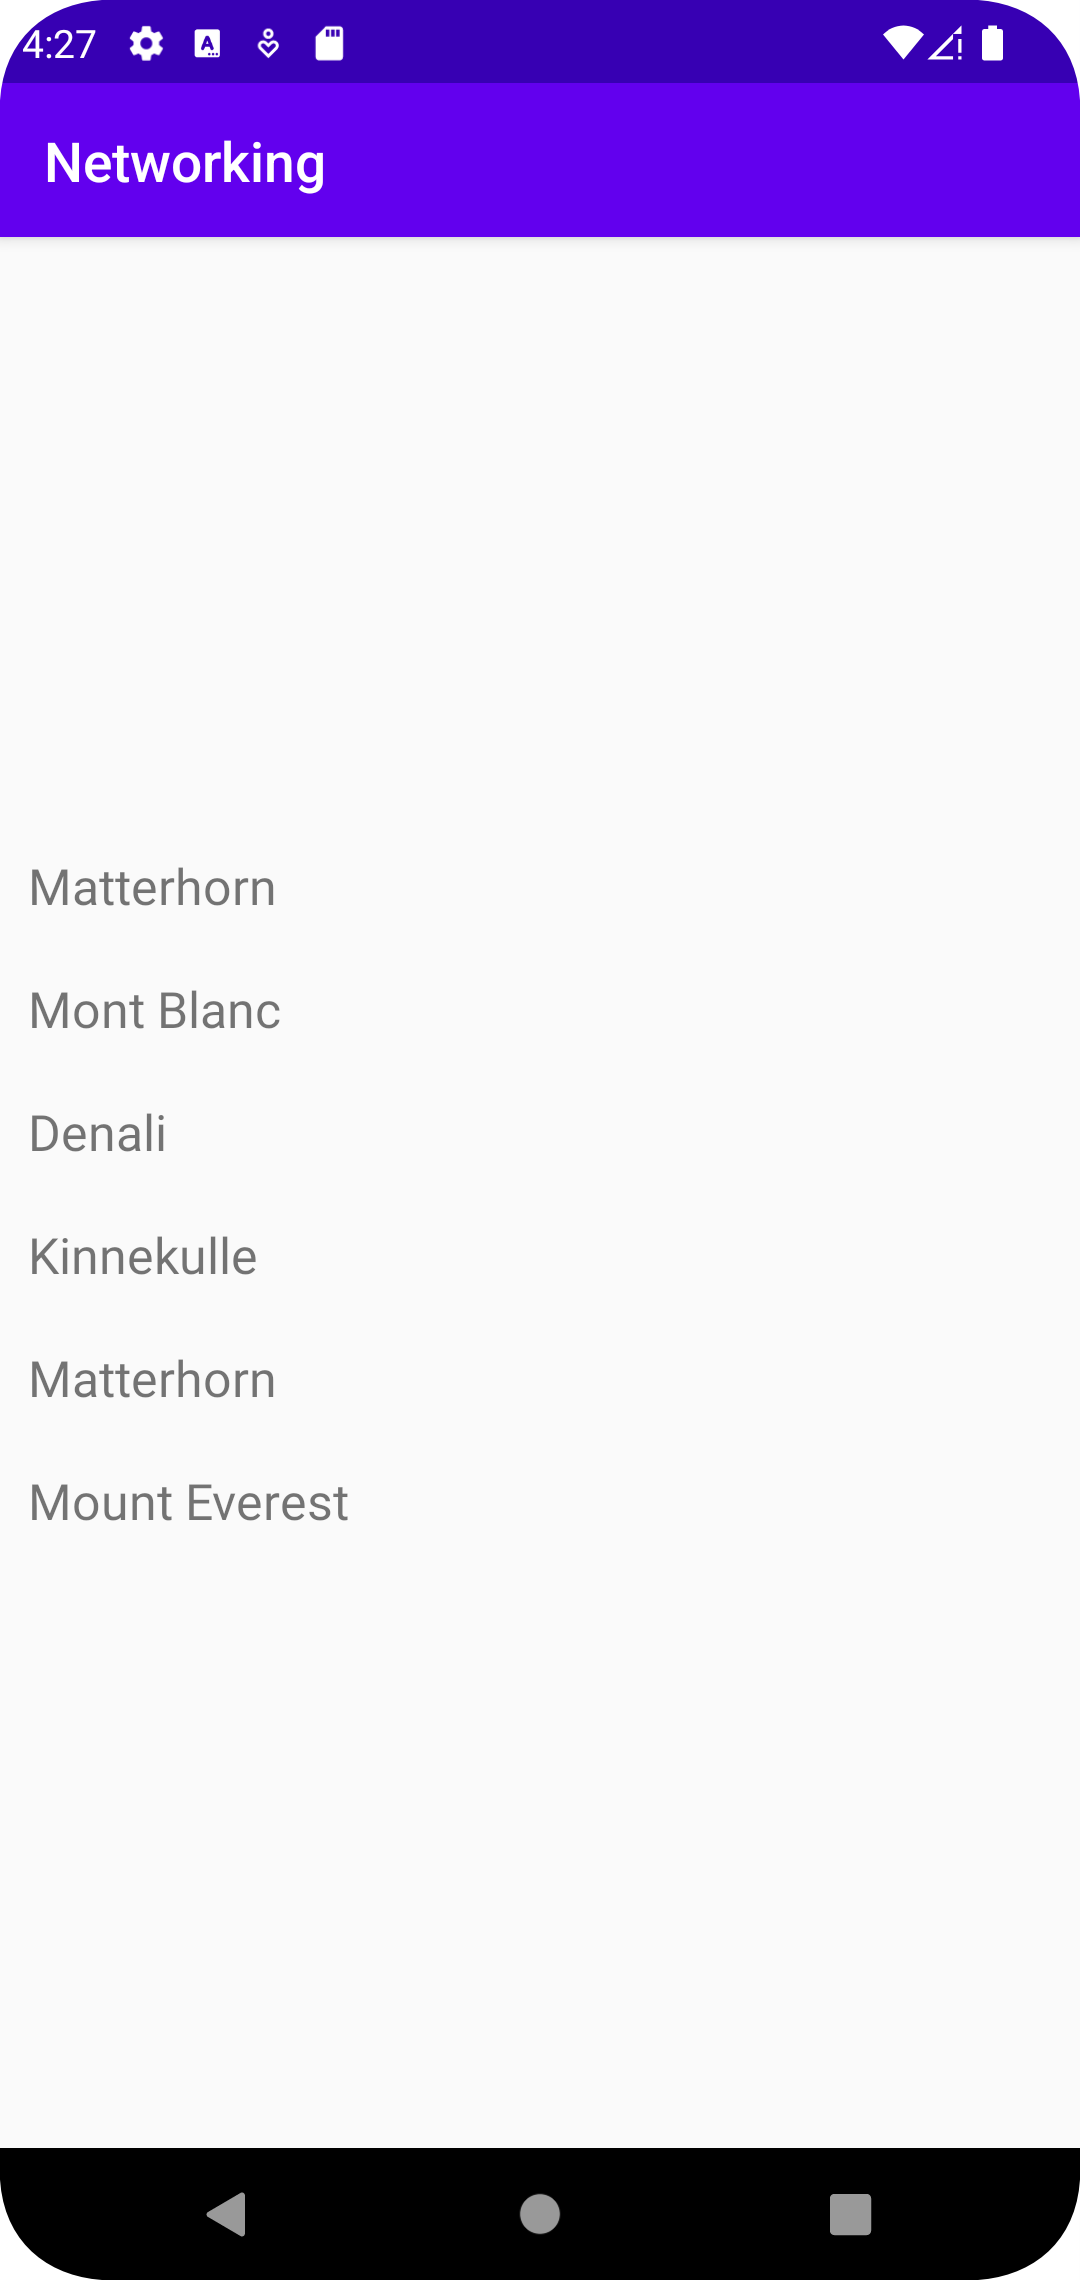 4:27
Networking
Matterhorn
Mont Blanc
Denali
Kinnekulle
Matterhorn
Mount Everest